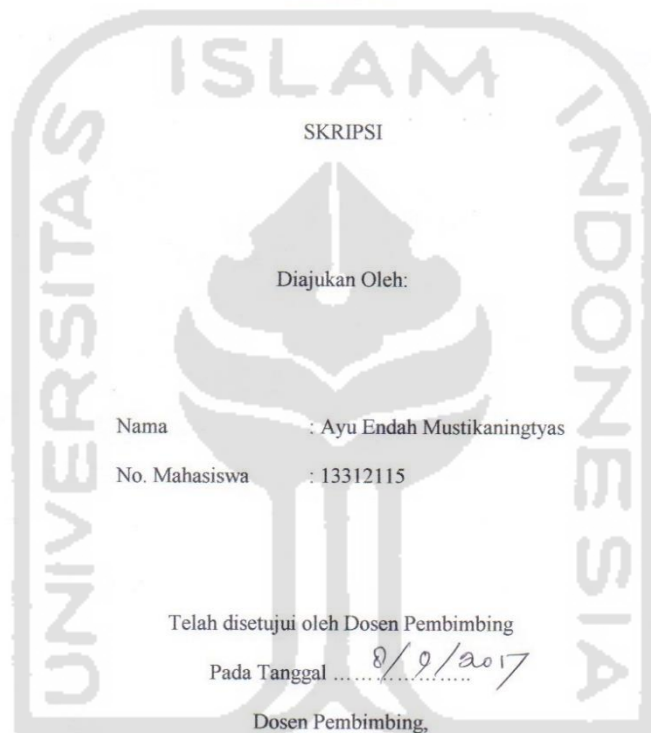 UNIVERSITAS ISLAM INDONESIA
SKRIPSI
Diajukan Oleh:
Nama : Ayu Endah Mustikaningtyas
No. Mahasiswa : 13312115
Telah disetujui oleh Dosen Pembimbing
Pada Tanggal 8/9/2017
Dosen Pembimbing,